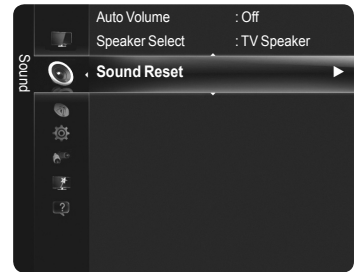 Auto Volume : Off
Speaker Select : TV Speaker
Sound
Sound Reset